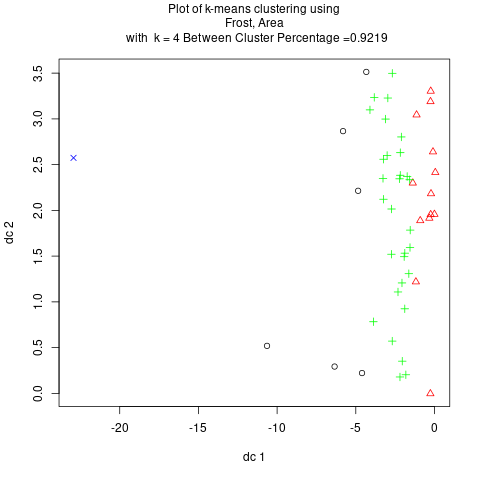 Plot of k-means clustering using
Frost, Area
with  k = 4 Between Cluster Percentage =0.9219
3.5
3.0
2.5
2.0
1.5
1.0
0.5
0.0
dc 2
-20
-15
-10
-5
0
dc 1